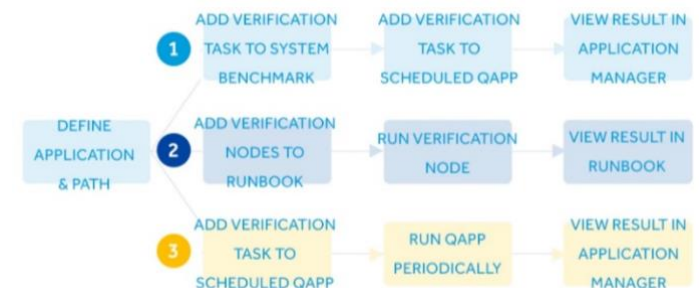 DEFINE
APPLICATION
& PATH
1
ADD VERIFICATION
TASK TO SYSTEM
BENCHMARK
ADD VERIFICATION
TASK TO
SCHEDULED QAPP
VIEW RESULT IN
APPLICATION
MANAGER
2
ADD VERIFICATION
NODES TO
RUNBOOK
RUN VERIFICATION
NODE
VIEW RESULT IN
RUNBOOK
3
ADD VERIFICATION
TASK TO
SCHEDULED QAPP
RUN QAPP
PERIODICALLY
VIEW RESULT IN
APPLICATION
MANAGER